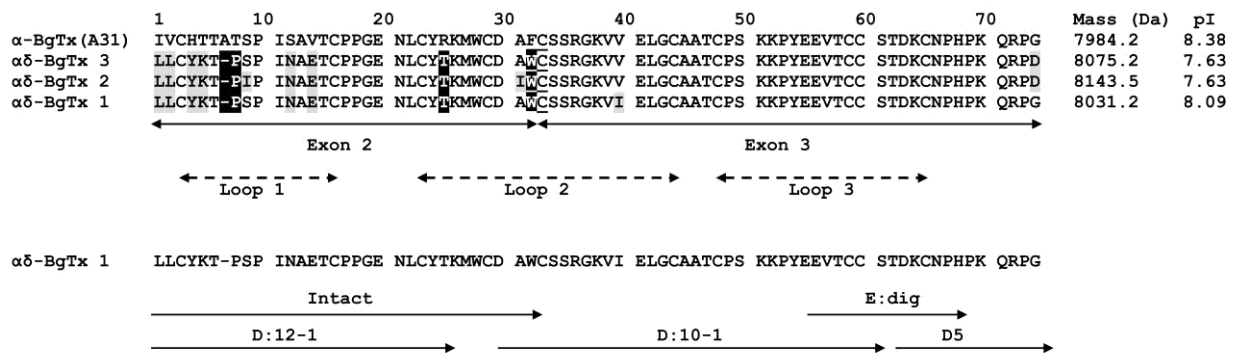 1 10 20 30 40 50 60 70 Mass (Da) pI
α-BgTx(A31) IVCHTTATSP ISAVTCPPGE NLCYRKMWCD AFCSSRGKVV ELGCAATCPS KKPYEEVTCC STDKCNPHPK QRPG 7984.2 8.38
αδ-BgTx 3 LLCYKT-PSP INAETCPPGE NLCYTKMWCD AWCSSRGKVV ELGCAATCPS KKPYEEVTCC STDKCNPHPK QRPD 8075.2 7.63
αδ-BgTx 2 LLCYKT-PIP INAETCPPGE NLCYTKMWCD IWCSSRGKVV ELGCAATCPS KKPYEEVTCC STDKCNPHPK QRPD 8143.5 7.63
αδ-BgTx 1 LLCYKT-PSP INAETCPPGE NLCYTKMWCD AWCSSRGKVI ELGCAATCPS KKPYEEVTCC STDKCNPHPK QRPG 8031.2 8.09
Exon 2 Exon 3
Loop 1 Loop 2 Loop 3
αδ-BgTx 1 LLCYKT-PSP INAETCPPGE NLCYTKMWCD AWCSSRGKVI ELGCAATCPS KKPYEEVTCC STDKCNPHPK QRPG
Intact E:dig
D:12-1 D:10-1 D5